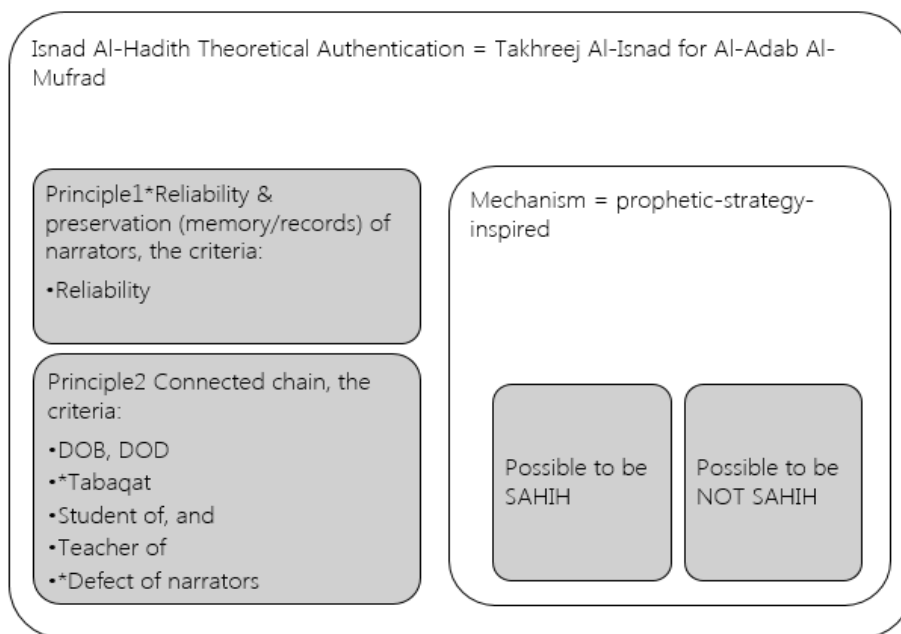 Isnad Al-Hadith Theoretical Authentication = Takhreej Al-Isnad for Al-Adab Al-
Mufrad
Principle1*Reliability &
preservation (memory/records) of
narrators, the criteria:
•Reliability
Principle2 Connected chain, the
criteria:
•DOB, DOD
•*Tabaqat
•Student of, and
•Teacher of
•*Defect of narrators
Mechanism = prophetic-strategy-
inspired
Possible to be
SAHIH
Possible to be
NOT SAHIH